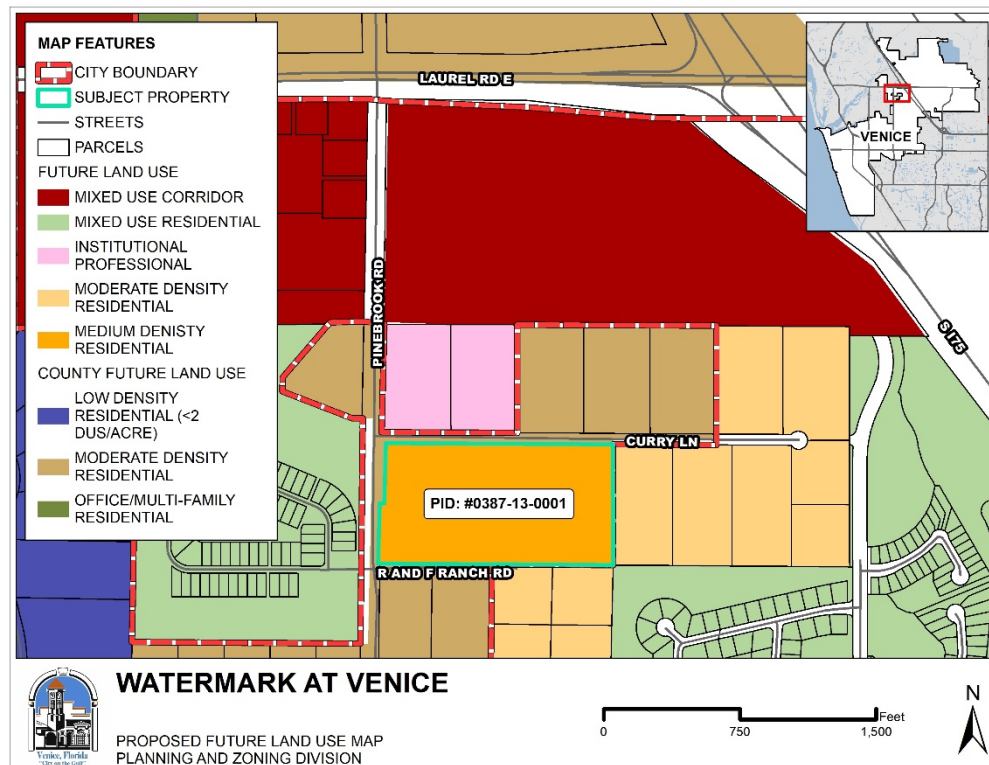 MAP FEATURES
CITY BOUNDARY
SUBJECT PROPERTY
STREETS
PARCELS
FUTURE LAND USE
MIXED USE CORRIDOR
MIXED USE RESIDENTIAL
INSTITUTIONAL
PROFESSIONAL
MODERATE DENSITY
RESIDENTIAL
MEDIUM DENISTY
RESIDENTIAL
COUNTY FUTURE LAND USE
LOW DENSITY
RESIDENTIAL (<2
DUS/ACRE)
MODERATE DENSITY
RESIDENTIAL
OFFICE/MULTI-FAMILY
RESIDENTIAL
LAUREL RD E
VENICE
PINEBROOK RD
S I75
CURRY LN
PID: #0387-13-0001
R AND F RANCH RD
WATERMARK AT VENICE
PROPOSED FUTURE LAND USE MAP
PLANNING AND ZONING DIVISION
Venice, Florida
"City on the Gulf"
0 750 1,500
Feet
N